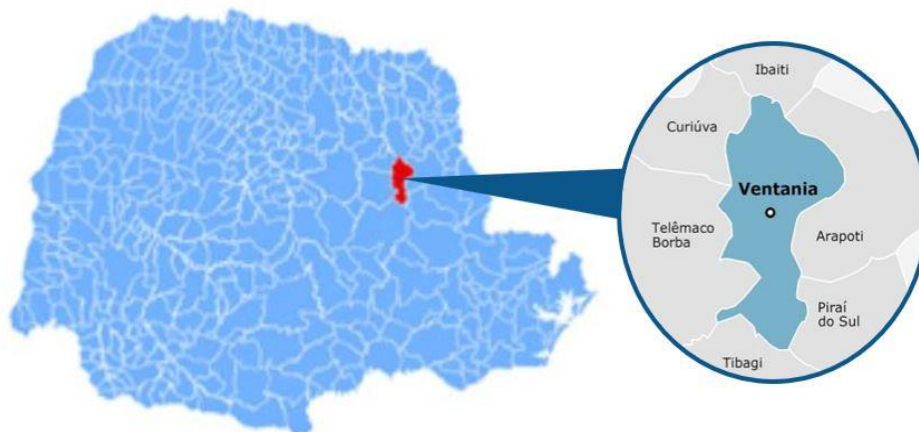 Ibaiti
Curiúva
Ventania
Telêmaco
Borba
Arapoti
Piraí
do Sul
Tibagi